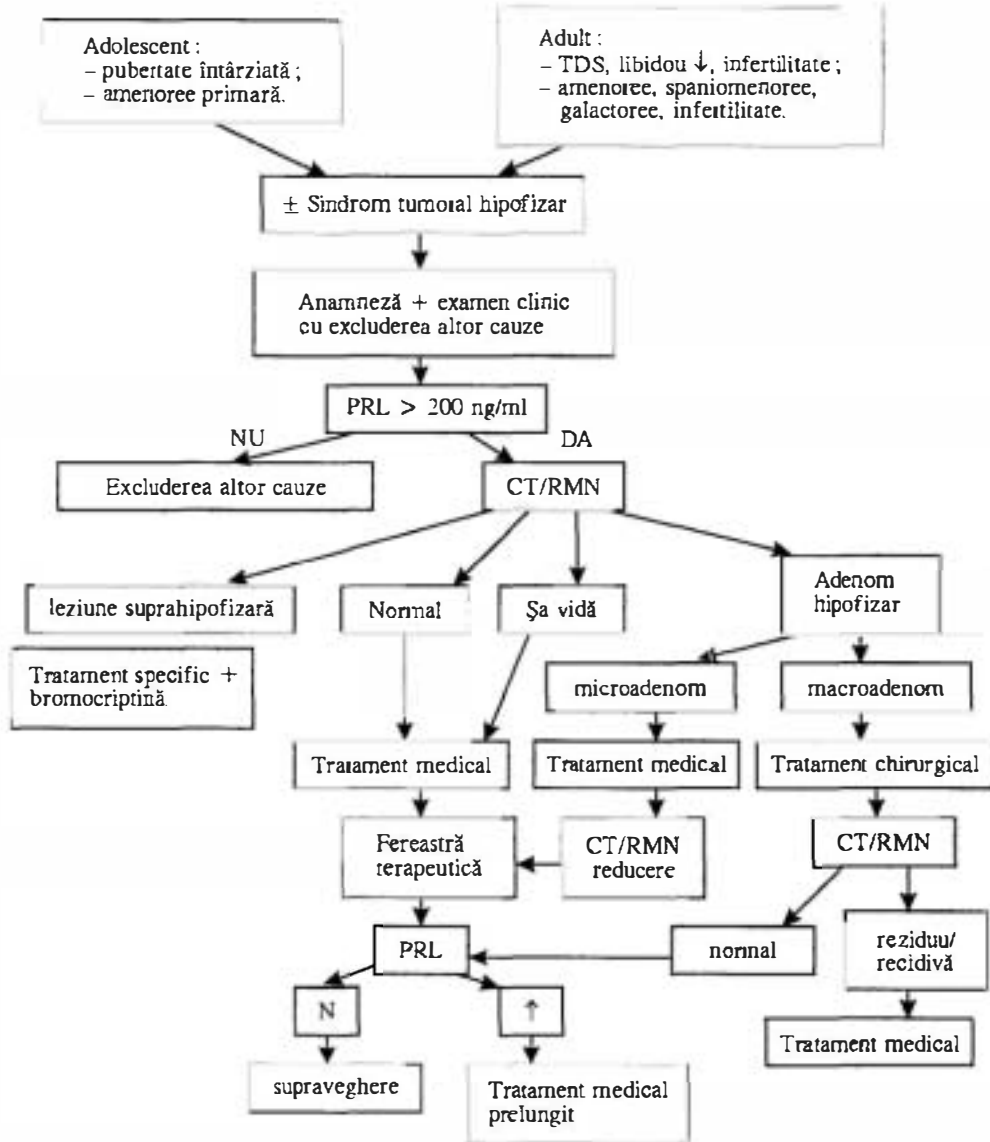 Adolescent :
– pubertate întârziată ;
– amenoree primară.
Adult :
– TDS, libidou ↓, infertilitate ;
– amenoree, spaniomenoree,
galactoree, infertilitate.
± Sindrom tumoral hipofizar
Anamneză + examen clinic
cu excluderea altor cauze
PRL > 200 ng/ml
NU
DA
Excluderea altor cauze
CT/RMN
leziune suprahipofizară
Normal
Şa vidă
Adenom
hipofizar
Tratament specific +
bromocriptină
microadenom
macroadenom
Tratament medical
Tratament medical
Tratament chirurgical
Fereastră
terapeutică
CT/RMN
reducere
CT/RMN
PRL
normal
reziduu/
recidivă
N
↑
Tratament medical
supraveghere
Tratament medical
prelungit